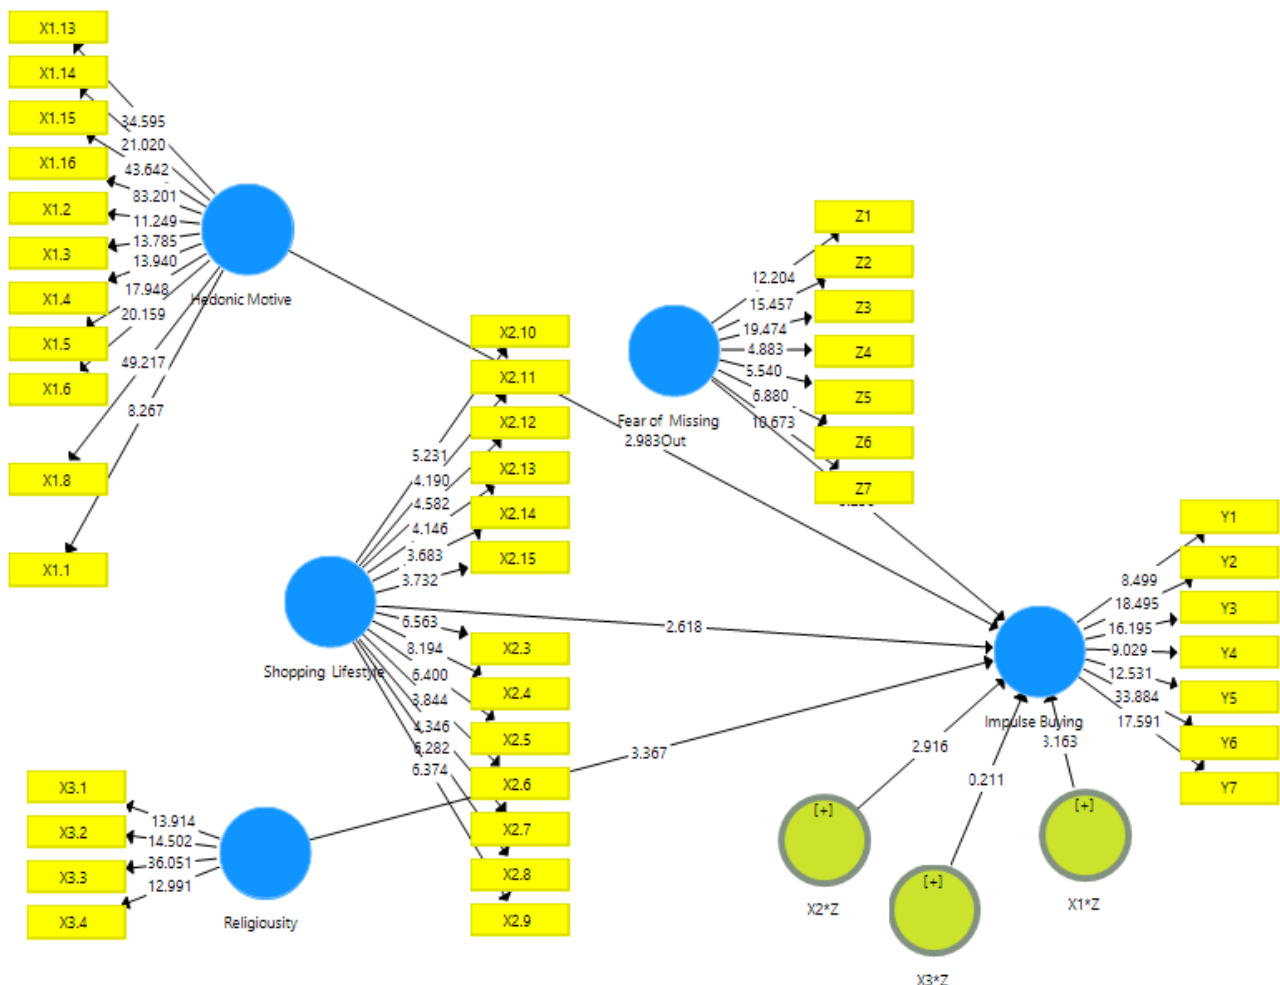 X1.13
X1.14
X1.15
X1.16
X1.2
X1.3
X1.4
X1.5
X1.6
X1.8
X1.1
34.595
21.020
43.642
83.201
11.249
13.785
13.940
17.948
20.159
49.217
8.267
Hedonic Motive
X2.10
X2.11
X2.12
X2.13
X2.14
X2.15
5.231
4.190
4.582
4.146
3.683
3.732
Shopping Lifestyle
6.563
8.194
6.400
3.844
4.346
6.282
6.374
X2.3
X2.4
X2.5
X2.6
X2.7
X2.8
X2.9
X3.1
X3.2
X3.3
X3.4
13.914
14.502
36.051
12.991
Religiousity
Z1
Z2
Z3
Z4
Z5
Z6
Z7
12.204
15.457
19.474
4.883
5.540
6.880
10.673
Fear of Missing
Out
2.983
2.618
3.367
2.916
0.211
3.163
Impulse Buying
8.499
18.495
16.195
9.029
12.531
33.884
17.591
Y1
Y2
Y3
Y4
Y5
Y6
Y7
[+]
X2*Z
[+]
X3*Z
[+]
X1*Z